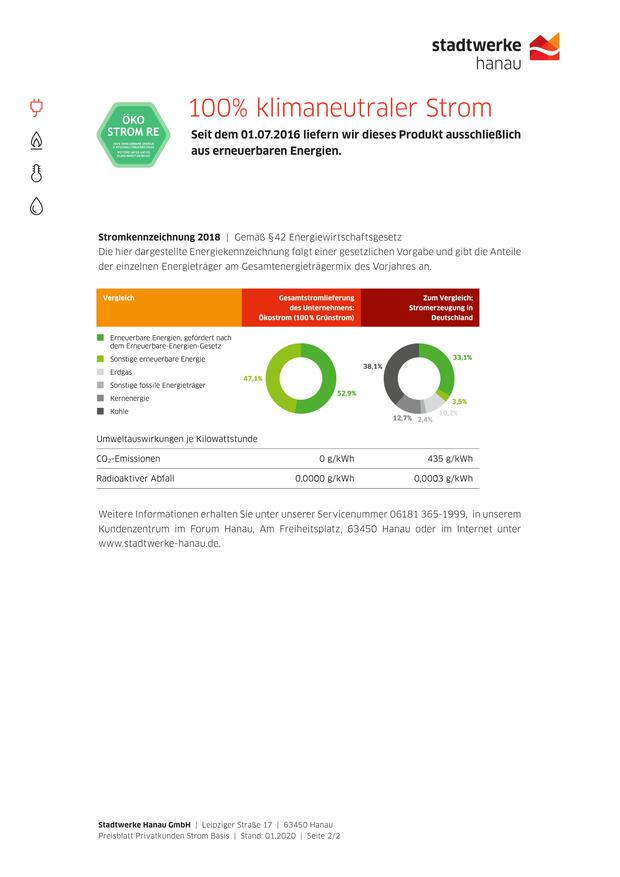 stadtwerke
hanau
ÖKO
STROM RE
100% klimaneutraler Strom
Seit dem 01.07.2016 liefern wir dieses Produkt ausschließlich
aus erneuerbaren Energien.
Stromkennzeichnung 2018 | Gemäß §42 Energiewirtschaftsgesetz
Die hier dargestellte Energiekennzeichnung folgt einer gesetzlichen Vorgabe und gibt die Anteile
der einzelnen Energieträger am Gesamtenergieträgermix des Vorjahres an.
Vergleich
Gesamtstromlieferung
des Unternehmens:
Ökostrom (100% Grünstrom)
Zum Vergleich:
Stromerzeugung in
Deutschland
Erneuerbare Energien, gefördert nach
dem Erneuerbare-Energien-Gesetz
Sonstige erneuerbare Energie
Erdgas
Sonstige fossile Energieträger
Kernenergie
Kohle
47,1%
52,9%
38,1%
33,1%
3,5%
10,2%
2,4%
12,7%
Umweltauswirkungen je Kilowattstunde
CO₂-Emissionen 0 g/kWh 435 g/kWh
Radioaktiver Abfall 0,0000 g/kWh 0,0003 g/kWh
Weitere Informationen erhalten Sie unter unserer Servicenummer 06181 365-1999, in unserem
Kundenzentrum im Forum Hanau, Am Freiheitsplatz, 63450 Hanau oder im Internet unter
www.stadtwerke-hanau.de.
Stadtwerke Hanau GmbH | Leipziger Straße 17 | 63450 Hanau
Preisblatt Privatkunden Strom Basis | Stand: 01.2020 | Seite 2/2